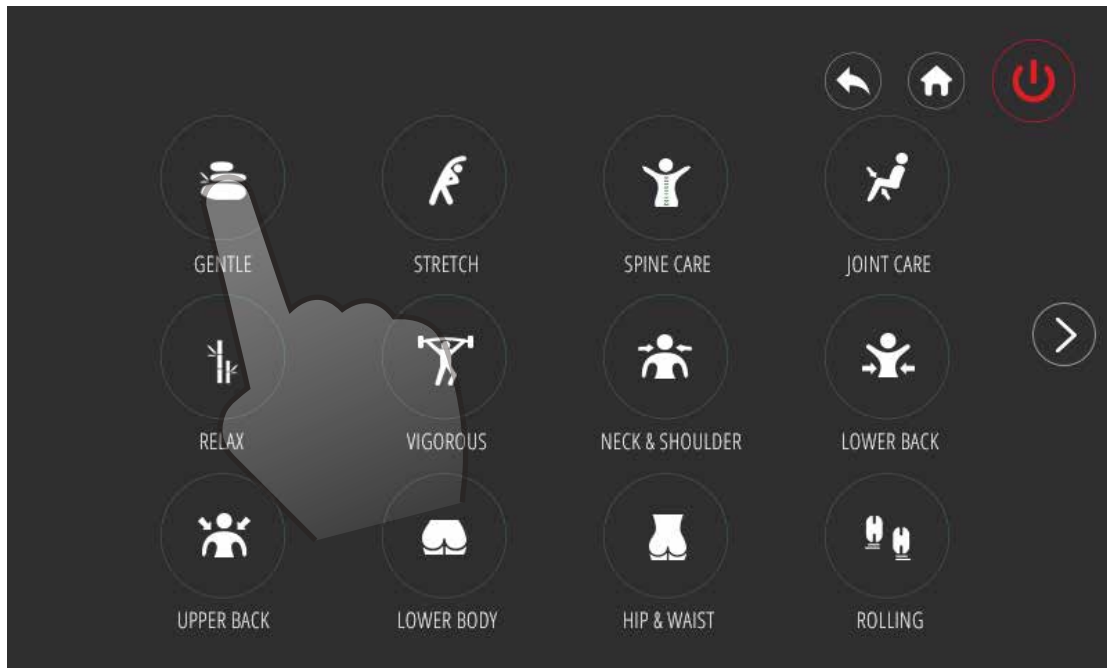 GENTLE
STRETCH
SPINE CARE
JOINT CARE
RELAX
VIGOROUS
NECK & SHOULDER
LOWER BACK
UPPER BACK
LOWER BODY
HIP & WAIST
ROLLING